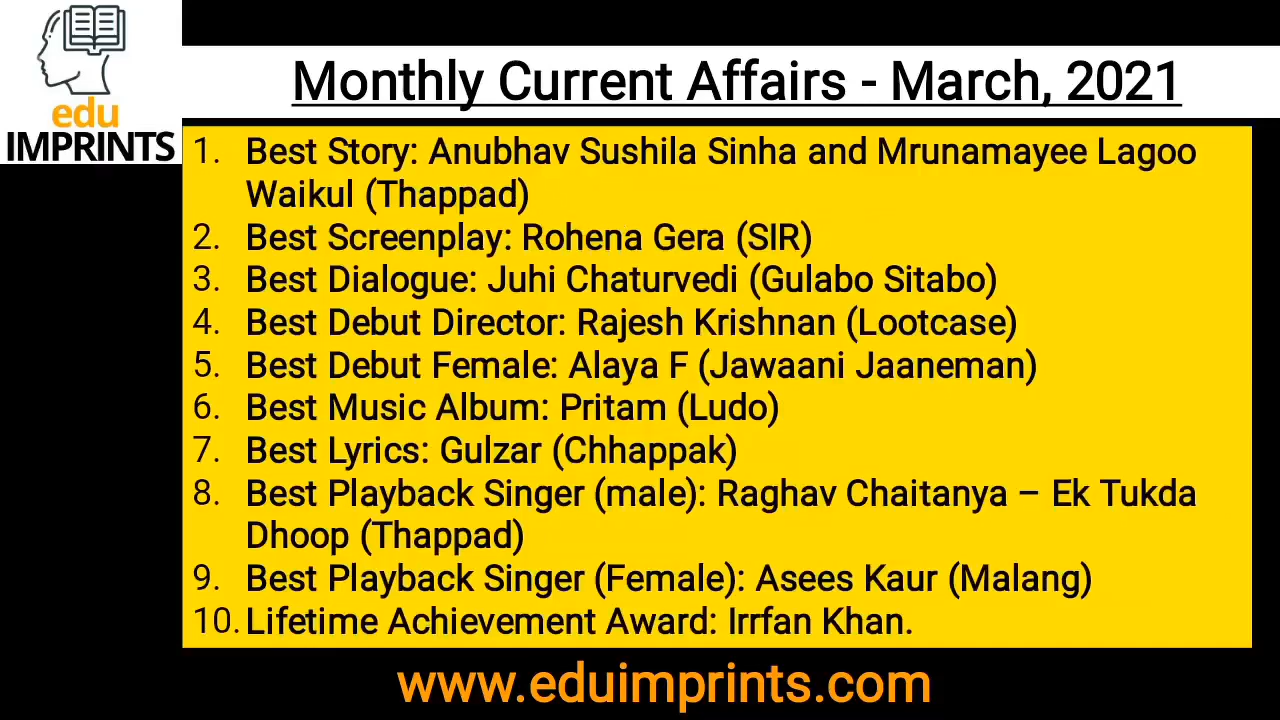 edu
IMPRINTS
Monthly Current Affairs - March, 2021
1. Best Story: Anubhav Sushila Sinha and Mrunamayee Lagoo
Waikul (Thappad)
2. Best Screenplay: Rohena Gera (SIR)
3. Best Dialogue: Juhi Chaturvedi (Gulabo Sitabo)
4. Best Debut Director: Rajesh Krishnan (Lootcase)
5. Best Debut Female: Alaya F (Jawaani Jaaneman)
6. Best Music Album: Pritam (Ludo)
7. Best Lyrics: Gulzar (Chhappak)
8. Best Playback Singer (male): Raghav Chaitanya – Ek Tukda
Dhoop (Thappad)
9. Best Playback Singer (Female): Asees Kaur (Malang)
10. Lifetime Achievement Award: Irrfan Khan.
www.eduimprints.com